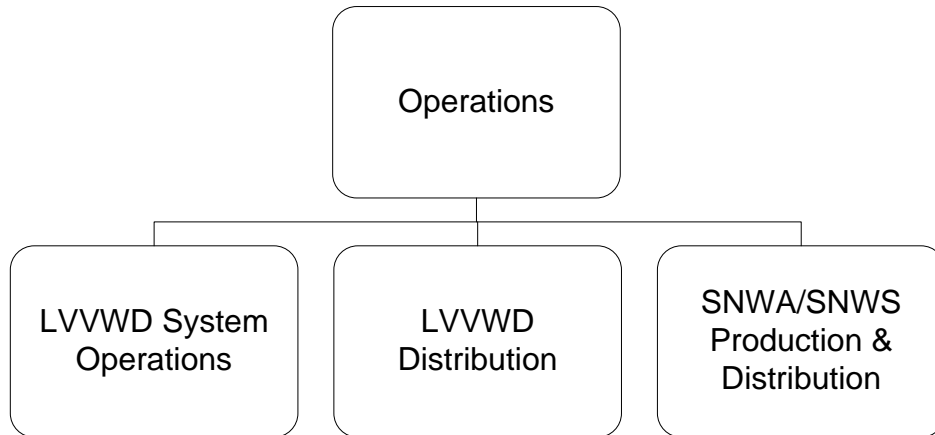 Operations
LVVWD System
Operations
LVVWD
Distribution
SNWA/SNWS
Production &
Distribution